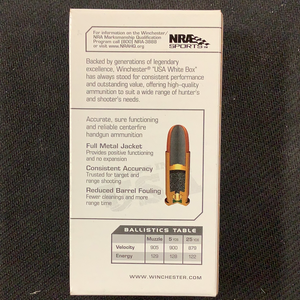 For information on the Winchester/
NRA Marksmanship Qualification
Program call (800) NRA 3888
or visit www.NRAHQ.org
NRA
SPORTS
Backed by generations of legendary
excellence, Winchester® "USA White Box"
has always stood for consistent performance
and outstanding value, offering high-quality
ammunition to suit a wide range of hunter's
and shooter's needs.
Accurate, sure functioning
and reliable centerfire
handgun ammunition
Full Metal Jacket
Provides positive functioning
and no expansion
Consistent Accuracy
Trusted for target and
range shooting
Reduced Barrel Fouling
Fewer cleanings and more
range time
BALLISTICS TABLE
Muzzle
Velocity 905 900 879
Energy
WWW.WINCHESTER.COM